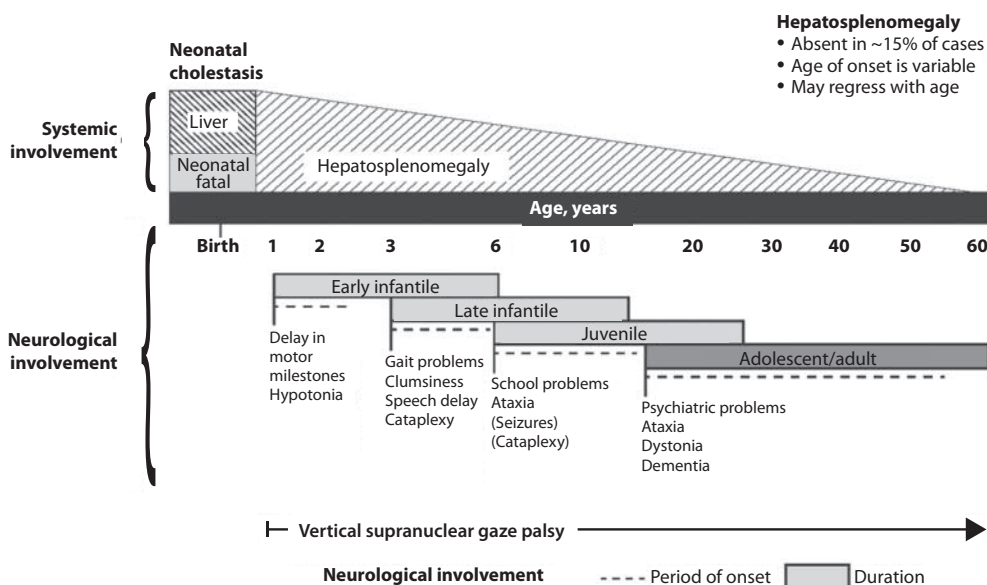 Hepatosplenomegaly
• Absent in ~15% of cases
• Age of onset is variable
• May regress with age
Neonatal
cholestasis
Systemic
involvement
Liver
Neonatal
fatal
Hepatosplenomegaly
Age, years
Birth 1 2 3 6 10 20 30 40 50 60
Neurological
involvement
Early infantile
Late infantile
Juvenile
Adolescent/adult
Delay in
motor
milestones
Hypotonia
Gait problems
Clumsiness
Speech delay
Cataplexy
School problems
Ataxia
(Seizures)
(Cataplexy)
Psychiatric problems
Ataxia
Dystonia
Dementia
Vertical supranuclear gaze palsy
Neurological involvement Period of onset Duration